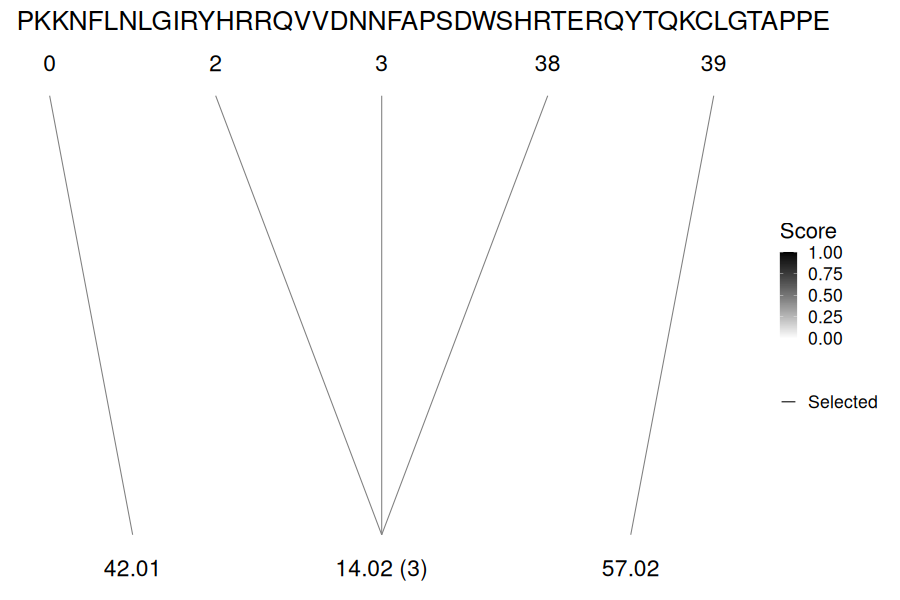 PKKNFLNLGIRYHRRQVVDNNFAPSDWSHRTERQYTQKCLGTAPPE
0 2 3 38 39
Score
1.00
0.75
0.50
0.25
0.00
Selected
42.01 14.02 (3) 57.02